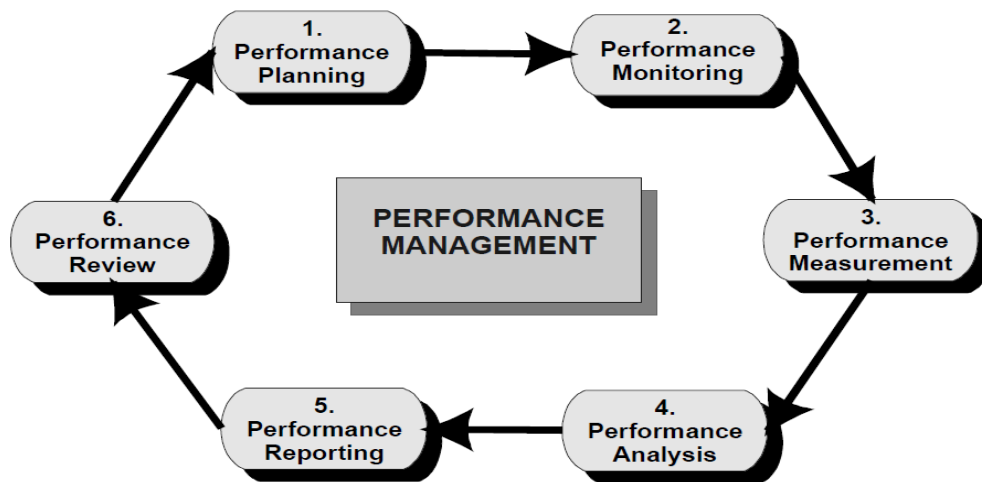 1.
Performance
Planning
2.
Performance
Monitoring
3.
Performance
Measurement
4.
Performance
Analysis
5.
Performance
Reporting
6.
Performance
Review
PERFORMANCE
MANAGEMENT